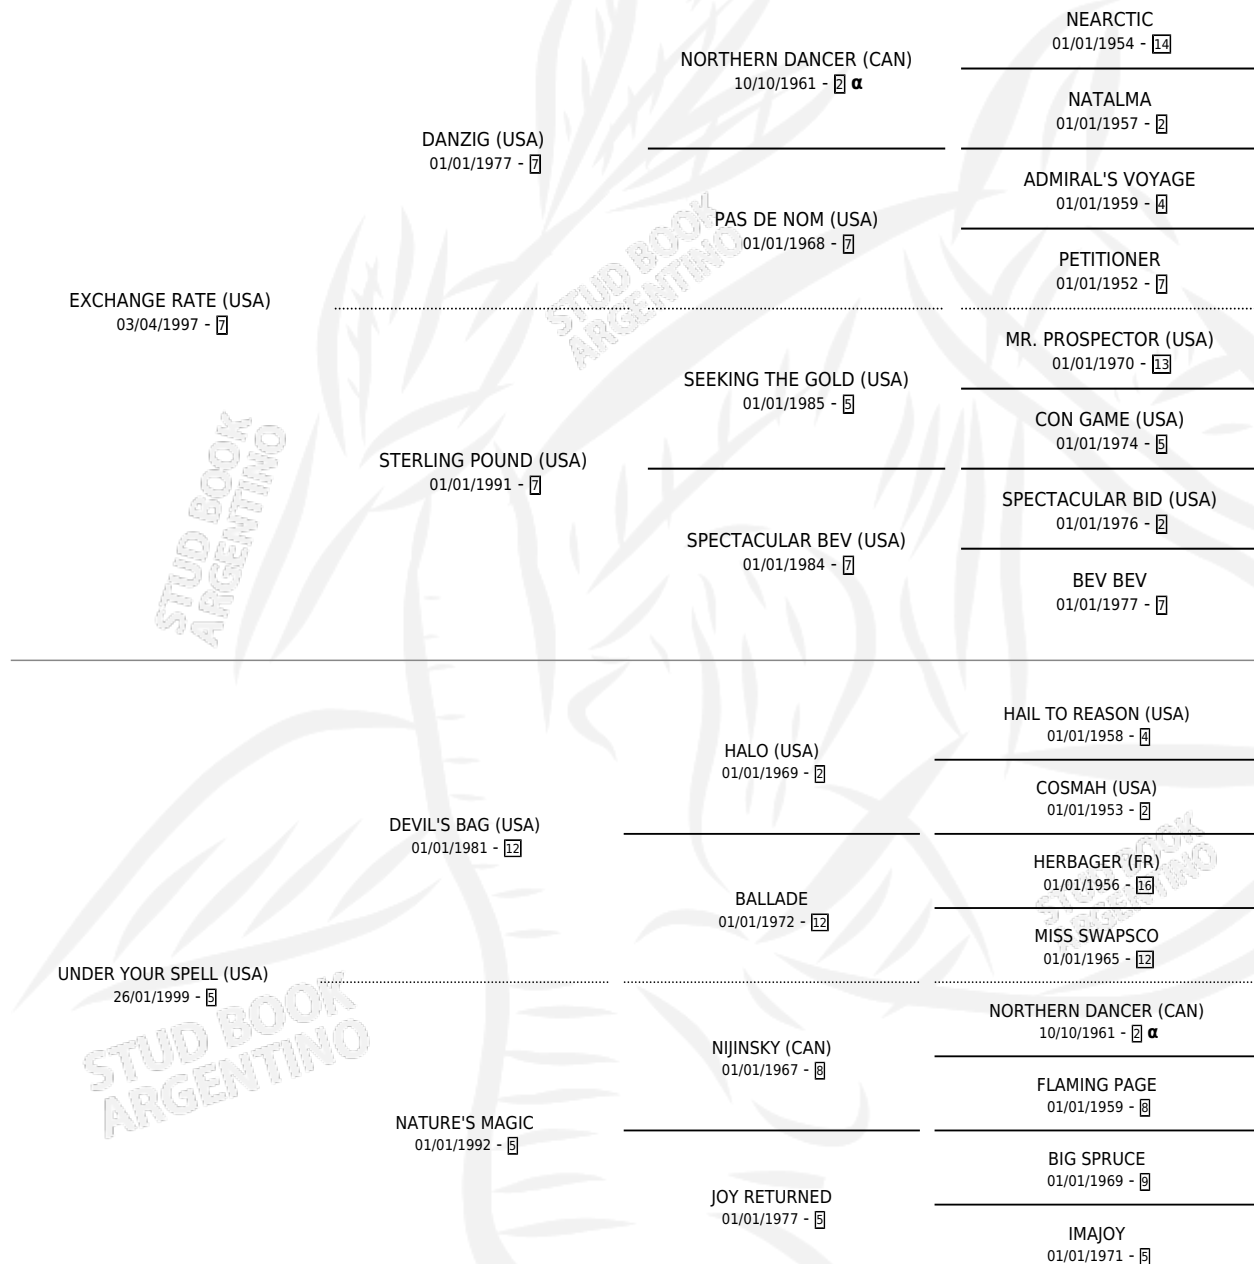 NEARCTIC
01/01/1954 - 14
NORTHERN DANCER (CAN)
10/10/1961 - 2 α
NATALMA
01/01/1957 - 2
DANZIG (USA)
01/01/1977 - 7
ADMIRAL'S VOYAGE
01/01/1959 - 4
PAS DE NOM (USA)
01/01/1968 - 7
PETITIONER
01/01/1952 - 7
EXCHANGE RATE (USA)
03/04/1997 - 7
MR. PROSPECTOR (USA)
01/01/1970 - 13
SEEKING THE GOLD (USA)
01/01/1985 - 5
CON GAME (USA)
01/01/1974 - 5
STERLING POUND (USA)
01/01/1991 - 7
SPECTACULAR BID (USA)
01/01/1976 - 2
SPECTACULAR BEV (USA)
01/01/1984 - 7
BEV BEV
01/01/1977 - 7
HAIL TO REASON (USA)
01/01/1958 - 4
HALO (USA)
01/01/1969 - 2
COSMAH (USA)
01/01/1953 - 2
DEVIL'S BAG (USA)
01/01/1981 - 12
HERBAGER (FR)
01/01/1956 - 16
BALLADE
01/01/1972 - 12
MISS SWAPSCO
01/01/1965 - 12
UNDER YOUR SPELL (USA)
26/01/1999 - 5
NORTHERN DANCER (CAN)
10/10/1961 - 2 α
NIJINSKY (CAN)
01/01/1967 - 8
FLAMING PAGE
01/01/1959 - 8
NATURE'S MAGIC
01/01/1992 - 5
BIG SPRUCE
01/01/1969 - 9
JOY RETURNED
01/01/1977 - 5
IMAJOY
01/01/1971 - 5
STUD BOOK
ARGENTINO
STUD BOOK
ARGENTINO
STUD BOOK
ARGENTINO
STUD BOOK
ARGENTINO